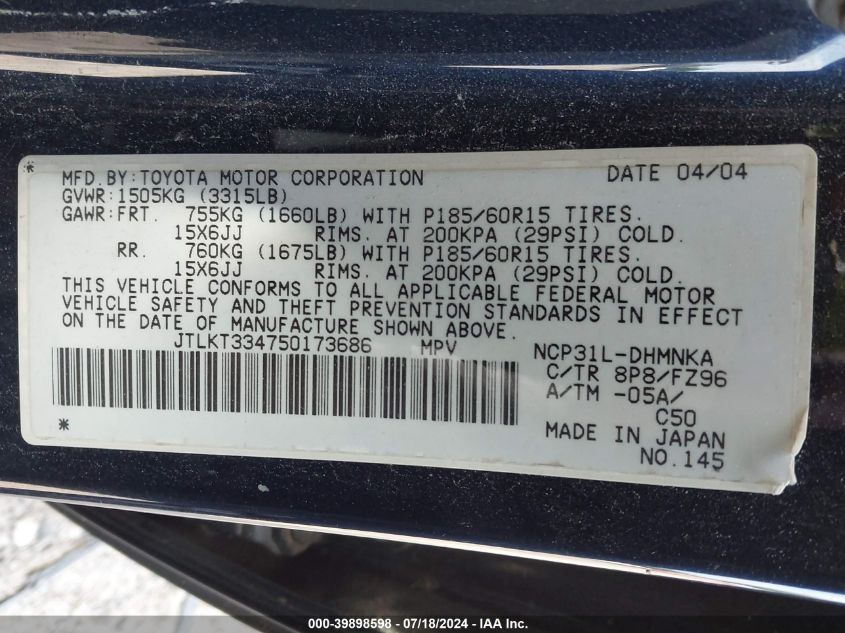 MFD.BY:TOYOTA MOTOR CORPORATION DATE 04/04
GVWR:1505KG (3315LB)
GAWR:FRT. 755KG (1660LB) WITH P185/60R15 TIRES.
15X6JJ RIMS. AT 200KPA (29PSI) COLD.
RR. 760KG (1675LB) WITH P185/60R15 TIRES.
15X6JJ RIMS. AT 200KPA (29PSI) COLD.
THIS VEHICLE CONFORMS TO ALL APPLICABLE FEDERAL MOTOR
VEHICLE SAFETY AND THEFT PREVENTION STANDARDS IN EFFECT
ON THE DATE OF MANUFACTURE SHOWN ABOVE.
JTLKT334750173686 MPV NCP31L-DHMNKA
C/TR 8P8/FZ96
A/TM -05A/
C50
MADE IN JAPAN
NO.145
000-39898598 / 07/18/2024 / COPYRIGHT IAA, LLC.